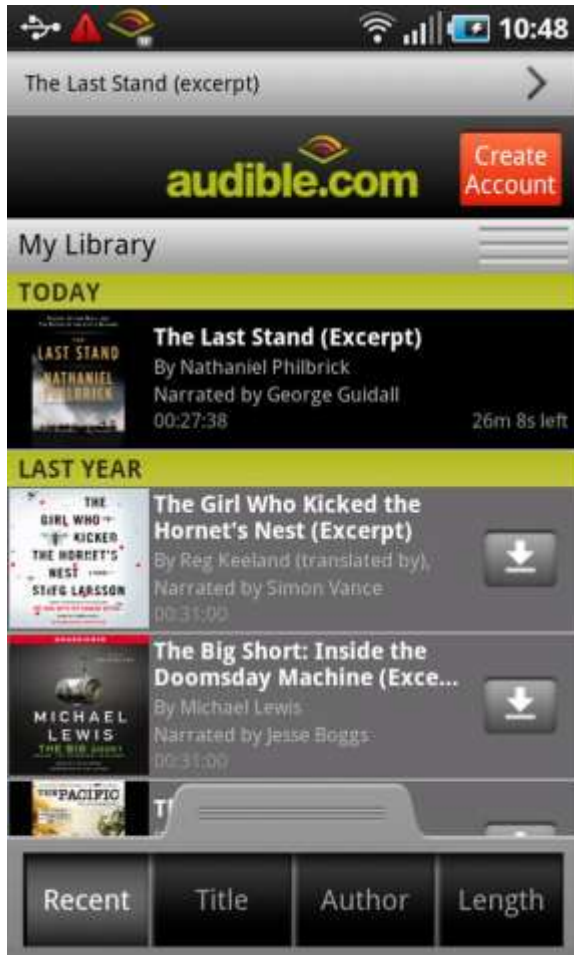 10:48
The Last Stand (excerpt)
audible.com
Create
Account
My Library
TODAY
LAST STAND
NATHANIEL
PHILBRICK
The Last Stand (Excerpt)
By Nathaniel Philbrick
Narrated by George Guidall
00:27:38
26m 8s left
LAST YEAR
THE
GIRL WHO
KICKED
THE HORNET'S
NEST
STIEG LARSSON
The Girl Who Kicked the
Hornet's Nest (Excerpt)
By Reg Keeland (translated by),
Narrated by Simon Vance
00:31:00
MICHAEL
LEWIS
THE BIG SHORT
The Big Short: Inside the
Doomsday Machine (Exce...
By Michael Lewis
Narrated by Jesse Boggs
00:31:00
THE PACIFIC
Recent
Title
Author
Length